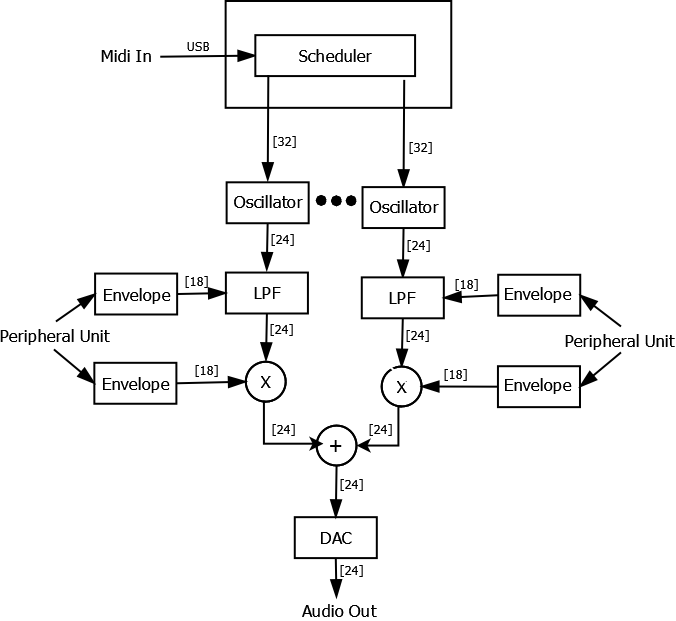 USB
Midi In
Scheduler
[32]
[32]
Oscillator
Oscillator
[24]
[24]
[18]
LPF
LPF
[18]
Envelope
Envelope
[24]
[24]
Peripheral Unit
Peripheral Unit
[18]
[18]
Envelope
X
X
Envelope
[24]
[24]
+
[24]
DAC
[24]
Audio Out